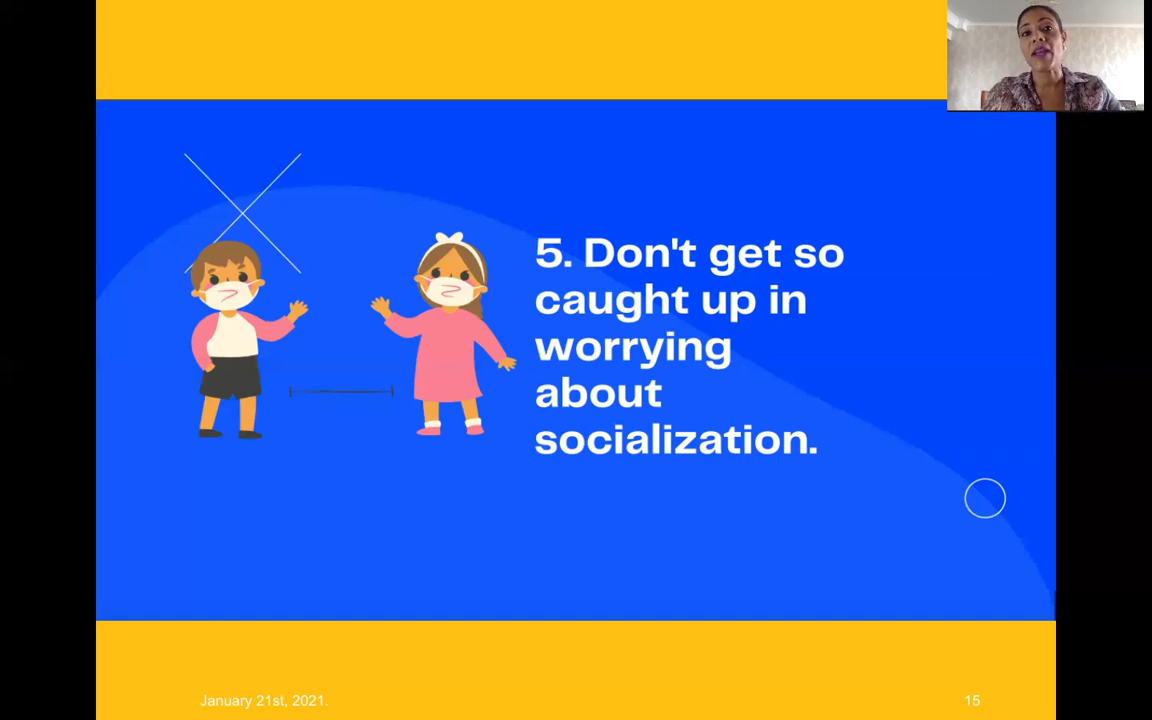 5. Don't get so
caught up in
worrying
about
socialization.
January 21st, 2021.
15